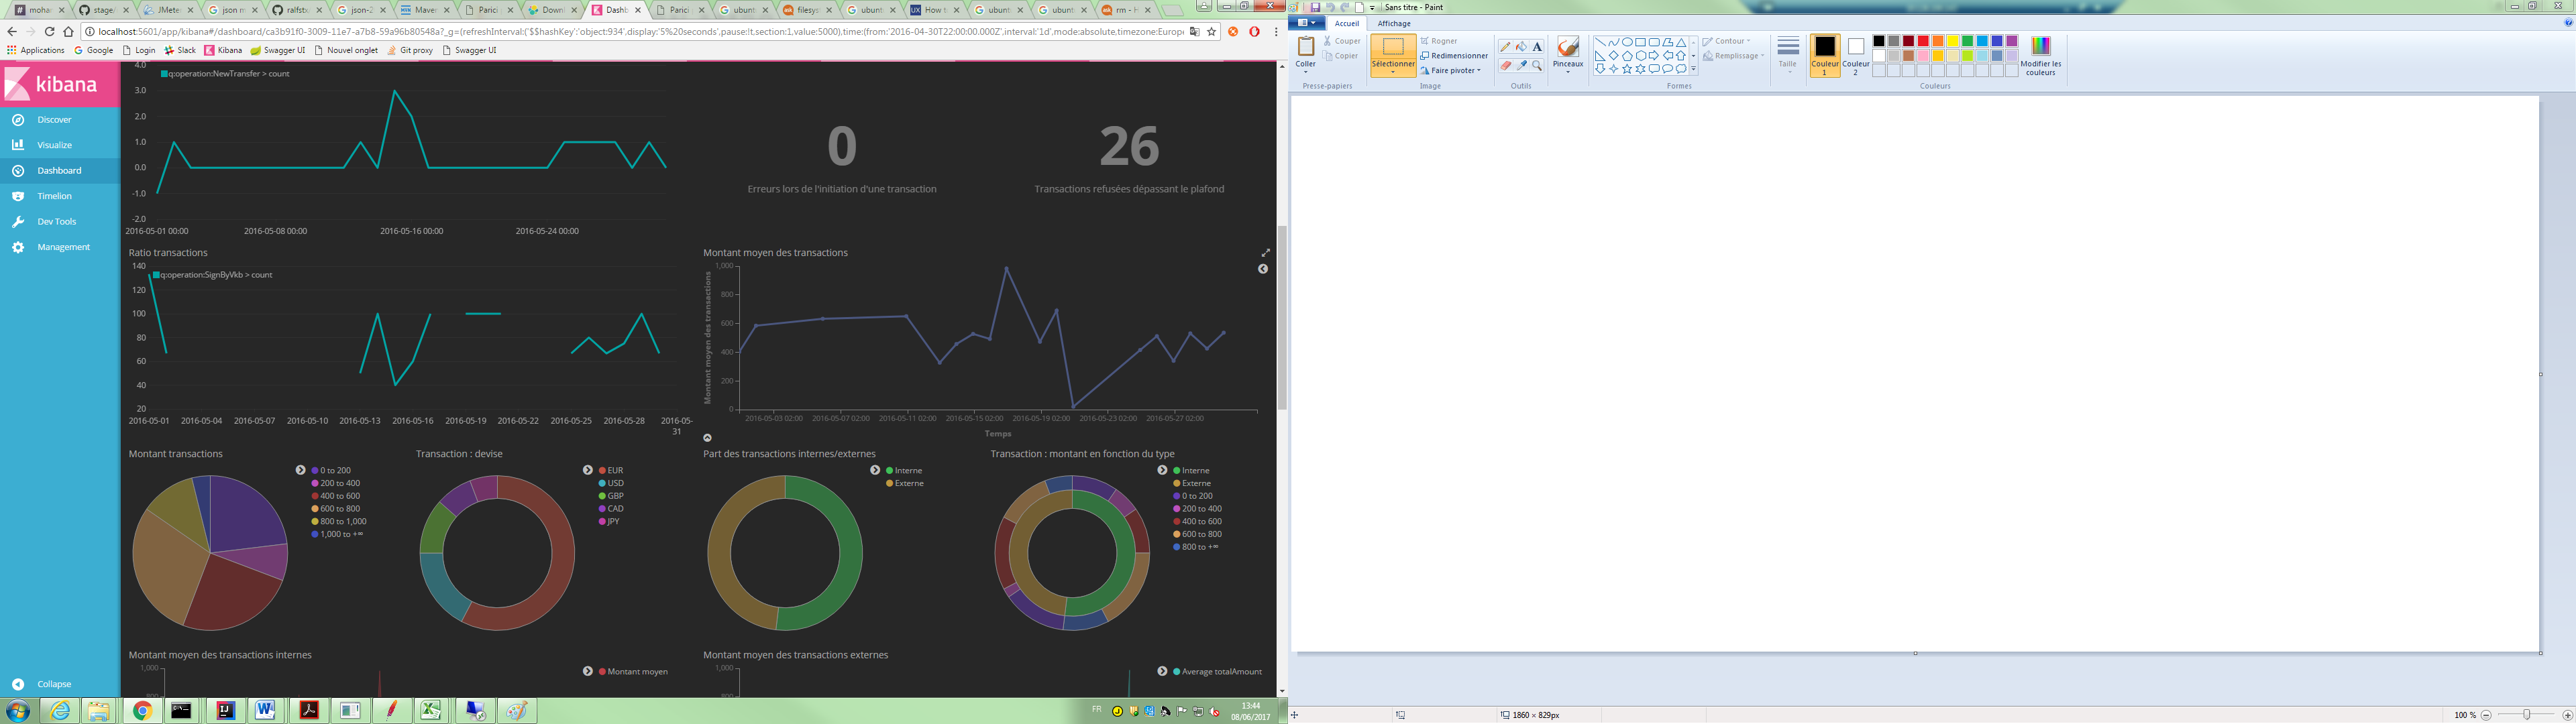 mohar
stage/
JMete
json m
ralfstu
json-2
Maver
Parici
Downl
Dashb
Parici
ubunt
filesys
ubunt
How t
ubunt
ubunt
rm - H
localhost:5601/app/kibana#/dashboard/ca3b91f0-3009-11e7-a7b8-59a96b80548a?_g=(refreshInterval:('$$hashKey':'object:934',display:'5%20seconds',pause:!t,section:1,value:5000),time:(from:'2016-04-30T22:00:00.000Z',interval:'1d',mode:absolute,timezone:Europe
Applications Google Login Slack Kibana Swagger UI Nouvel onglet Git proxy Swagger UI
kibana
Discover
Visualize
Dashboard
Timelion
Dev Tools
Management
Collapse
q:operation:NewTransfer > count
4.0
3.0
2.0
1.0
0.0
-1.0
-2.0
2016-05-01 00:00 2016-05-08 00:00 2016-05-16 00:00 2016-05-24 00:00
0
Erreurs lors de l'initiation d'une transaction
26
Transactions refusées dépassant le plafond
Ratio transactions
q:operation:SignByVkb > count
140
120
100
80
60
40
20
2016-05-01 2016-05-04 2016-05-07 2016-05-10 2016-05-13 2016-05-16 2016-05-19 2016-05-22 2016-05-25 2016-05-28 2016-05-31
Montant moyen des transactions
Montant moyen des transactions
1,000
800
600
400
200
0
2016-05-03 02:00 2016-05-07 02:00 2016-05-11 02:00 2016-05-15 02:00 2016-05-19 02:00 2016-05-23 02:00 2016-05-27 02:00
Temps
Montant transactions
0 to 200
200 to 400
400 to 600
600 to 800
800 to 1,000
1,000 to +∞
Transaction : devise
EUR
USD
GBP
CAD
JPY
Part des transactions internes/externes
Interne
Externe
Transaction : montant en fonction du type
Interne
Externe
0 to 200
200 to 400
400 to 600
600 to 800
800 to +∞
Montant moyen des transactions internes
1,000
800
Montant moyen
Montant moyen des transactions externes
1,000
800
Average totalAmount
FR
13:44
08/06/2017
Sans titre - Paint
Accueil Affichage
Coller
Couper
Copier
Presse-papiers
Sélectionner
Rogner
Redimensionner
Faire pivoter
Image
Outils
Pinceaux
Formes
Contour
Remplissage
Taille
Couleur 1
Couleur 2
Modifier les couleurs
Couleurs
1860 × 829px
100 %